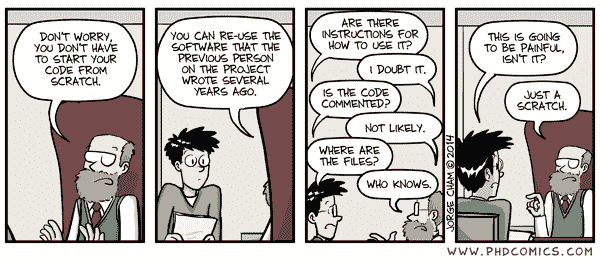 DON'T WORRY,
YOU DON'T HAVE
TO START YOUR
CODE FROM
SCRATCH.
YOU CAN RE-USE THE
SOFTWARE THAT THE
PREVIOUS PERSON
ON THE PROJECT
WROTE SEVERAL
YEARS AGO.
ARE THERE
INSTRUCTIONS FOR
HOW TO USE IT?
I DOUBT IT.
IS THE CODE
COMMENTED?
NOT LIKELY.
WHERE ARE
THE FILES?
WHO KNOWS.
JORGE CHAM © 2014
THIS IS GOING
TO BE PAINFUL,
ISN'T IT?
JUST A
SCRATCH.
WWW.PHDCOMICS.COM